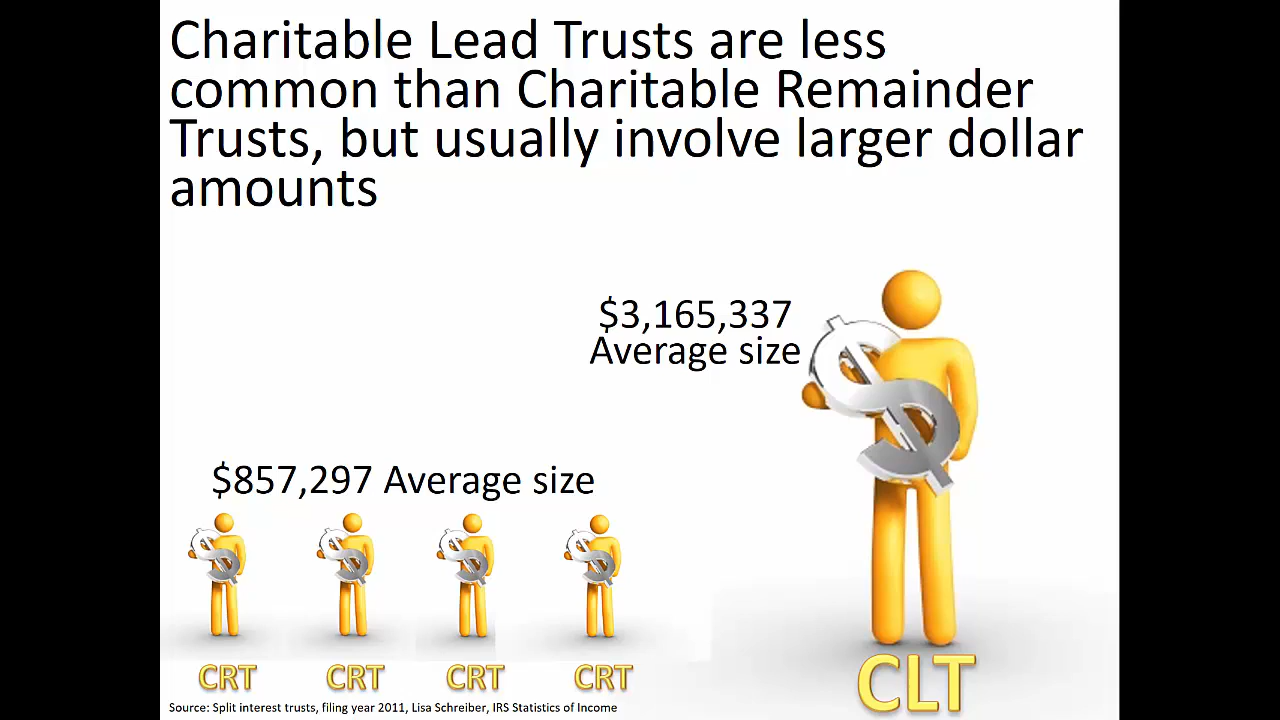 Charitable Lead Trusts are less
common than Charitable Remainder
Trusts, but usually involve larger dollar
amounts
$3,165,337
Average size
$857,297 Average size
CRT CRT CRT CRT
CLT
Source: Split interest trusts, filing year 2011, Lisa Schreiber, IRS Statistics of Income